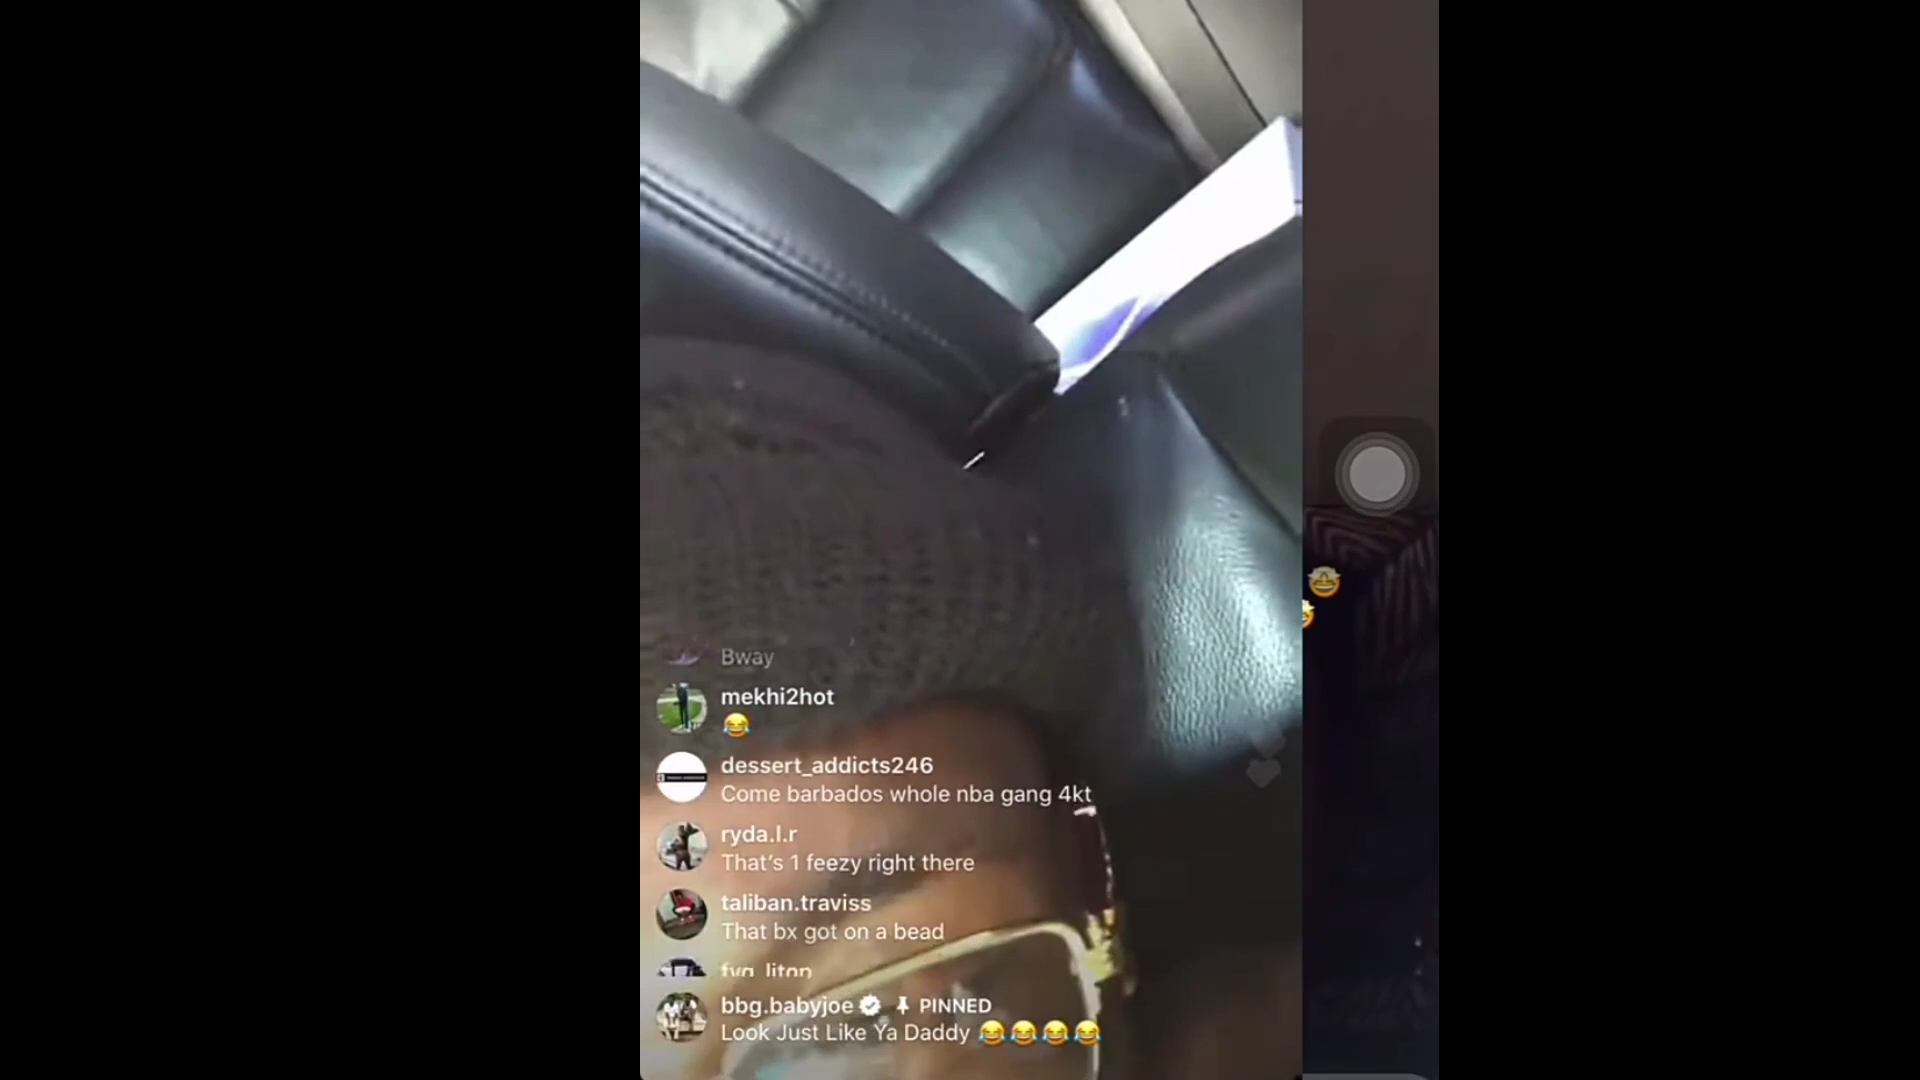 Bway
mekhi2hot
😂
dessert_addicts246
Come barbados whole nba gang 4kt
ryda.l.r
That's 1 feezy right there
taliban.traviss
That bx got on a bead
bbg.babyjoe PINNED
Look Just Like Ya Daddy 😂😂😂😂